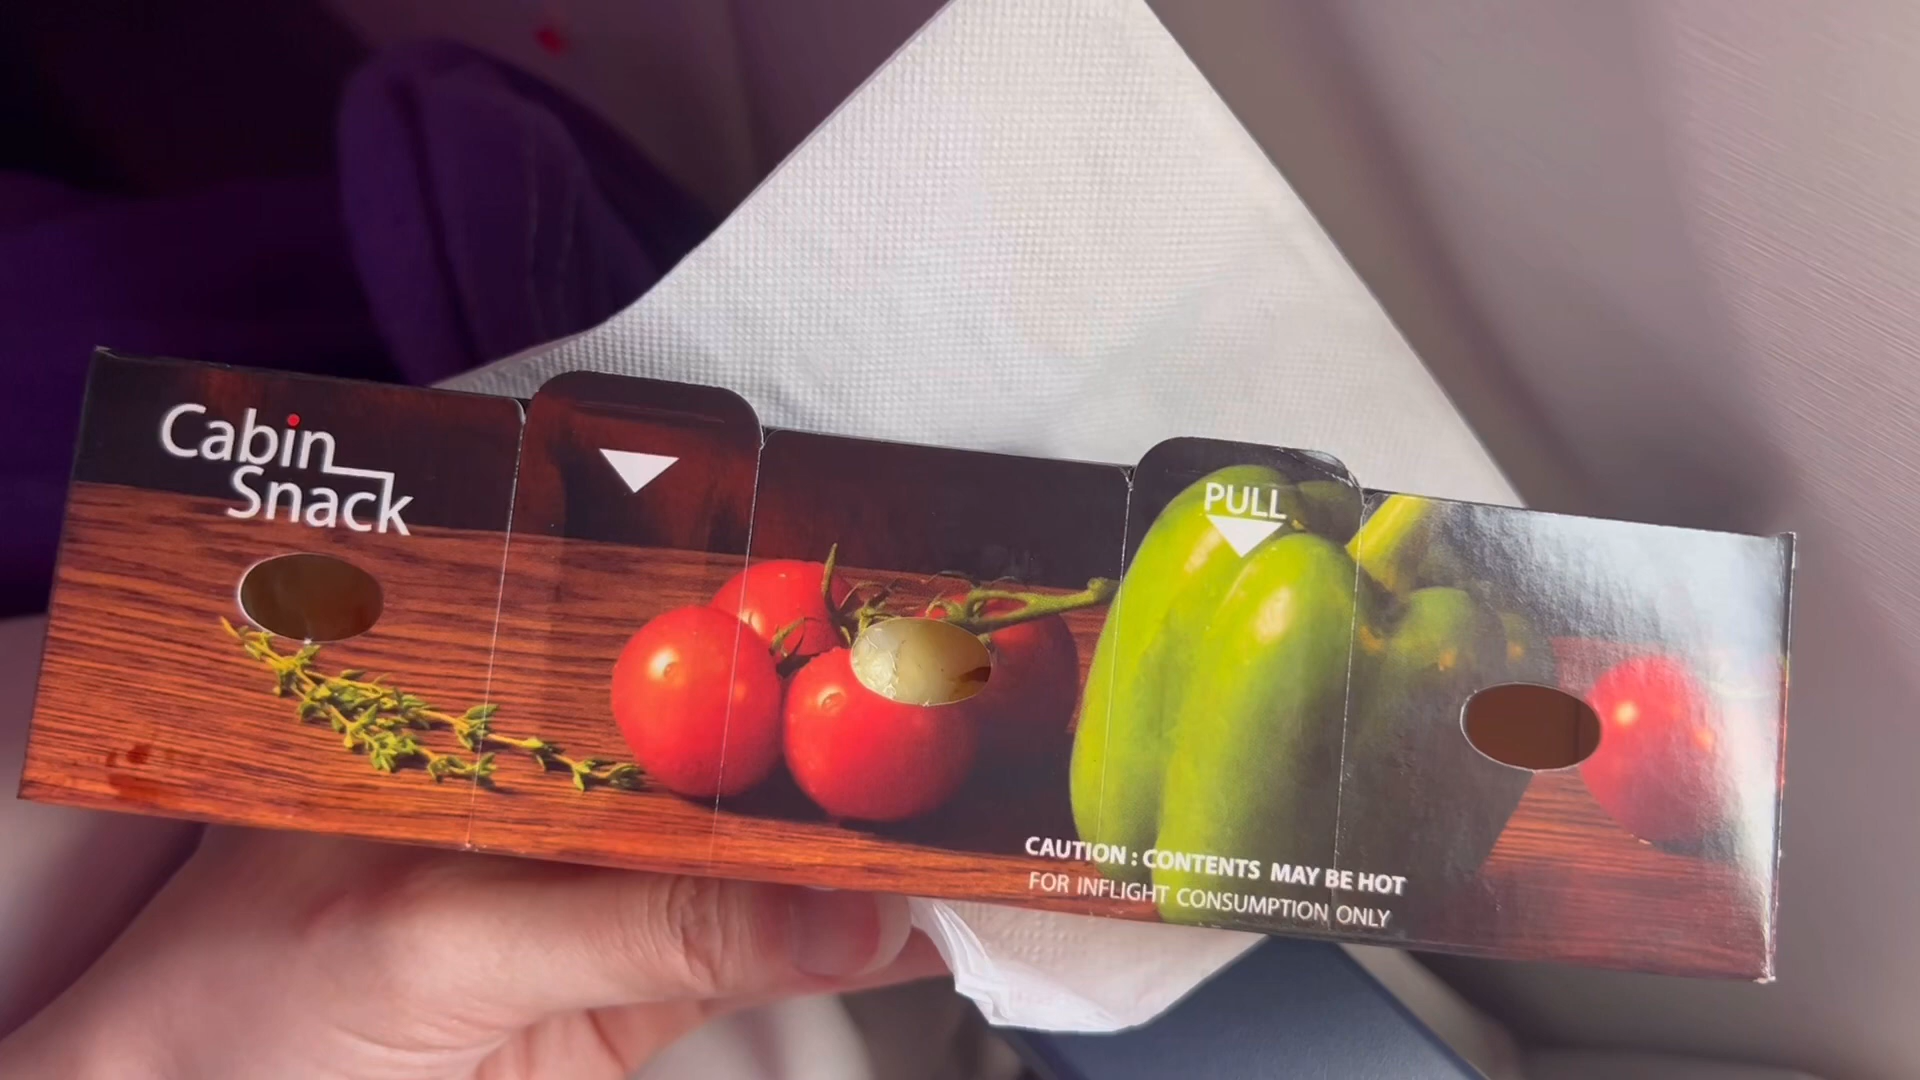 Cabin
Snack
PULL
CAUTION : CONTENTS MAY BE HOT
FOR INFLIGHT CONSUMPTION ONLY